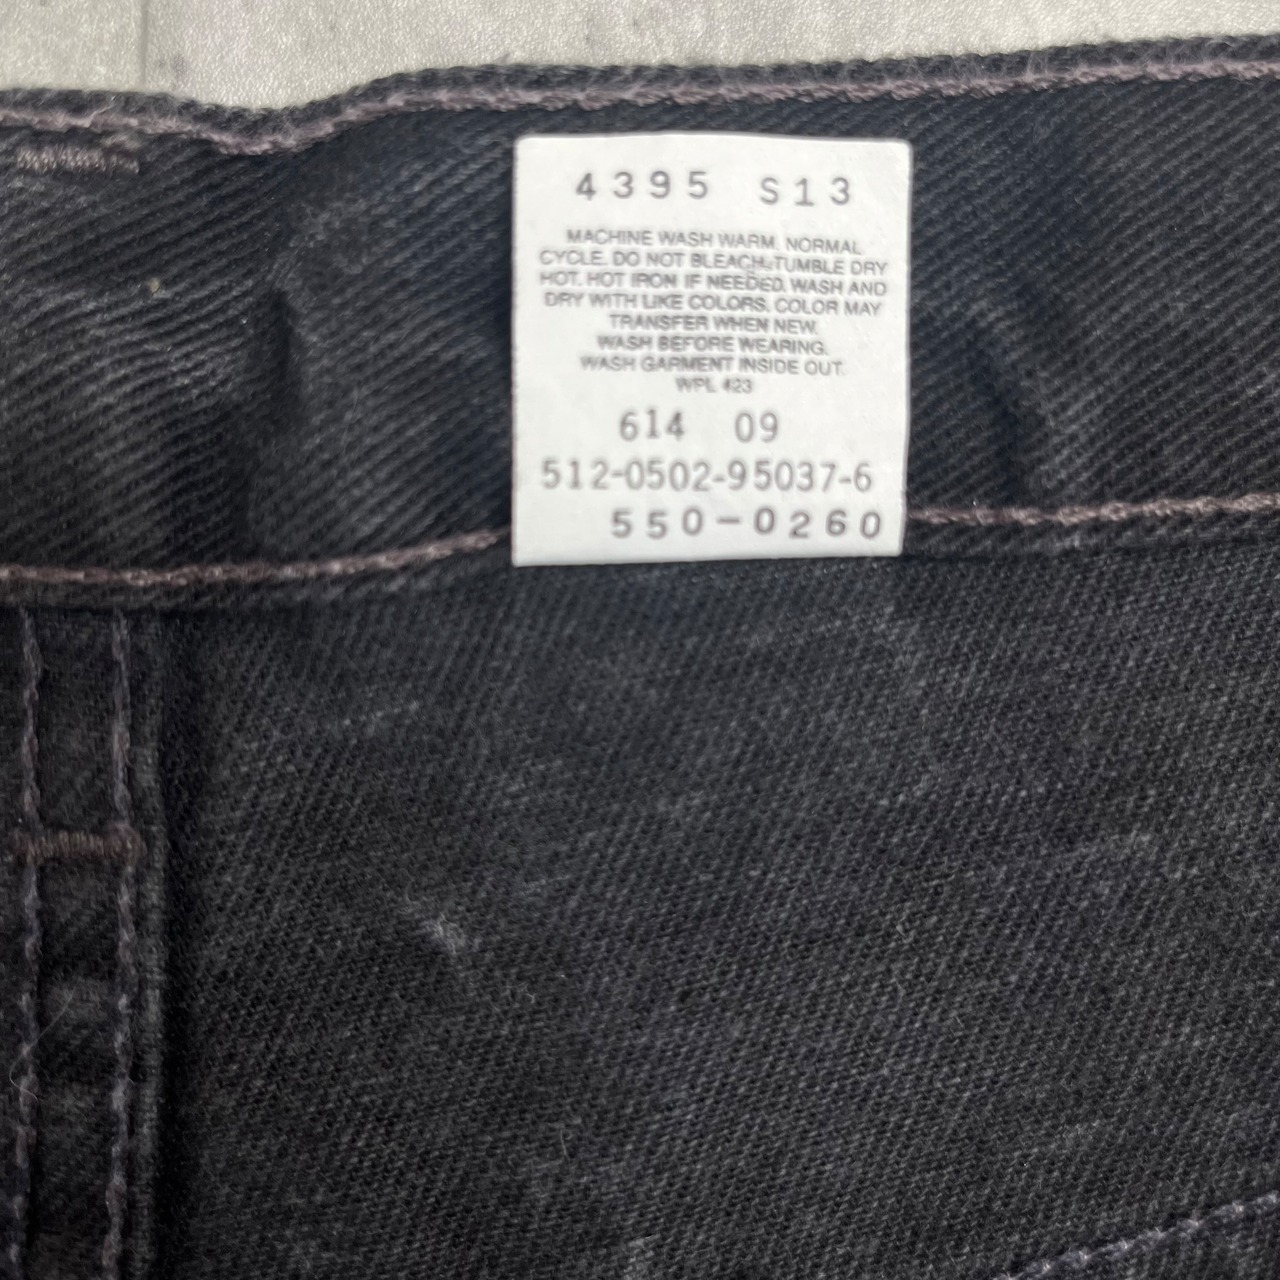 4395 S13
MACHINE WASH WARM. NORMAL
CYCLE. DO NOT BLEACH. TUMBLE DRY
HOT. HOT IRON IF NEEDED. WASH AND
DRY WITH LIKE COLORS. COLOR MAY
TRANSFER WHEN NEW.
WASH BEFORE WEARING.
WASH GARMENT INSIDE OUT.
WPL 423
614 09
512-0502-95037-6
550-0260